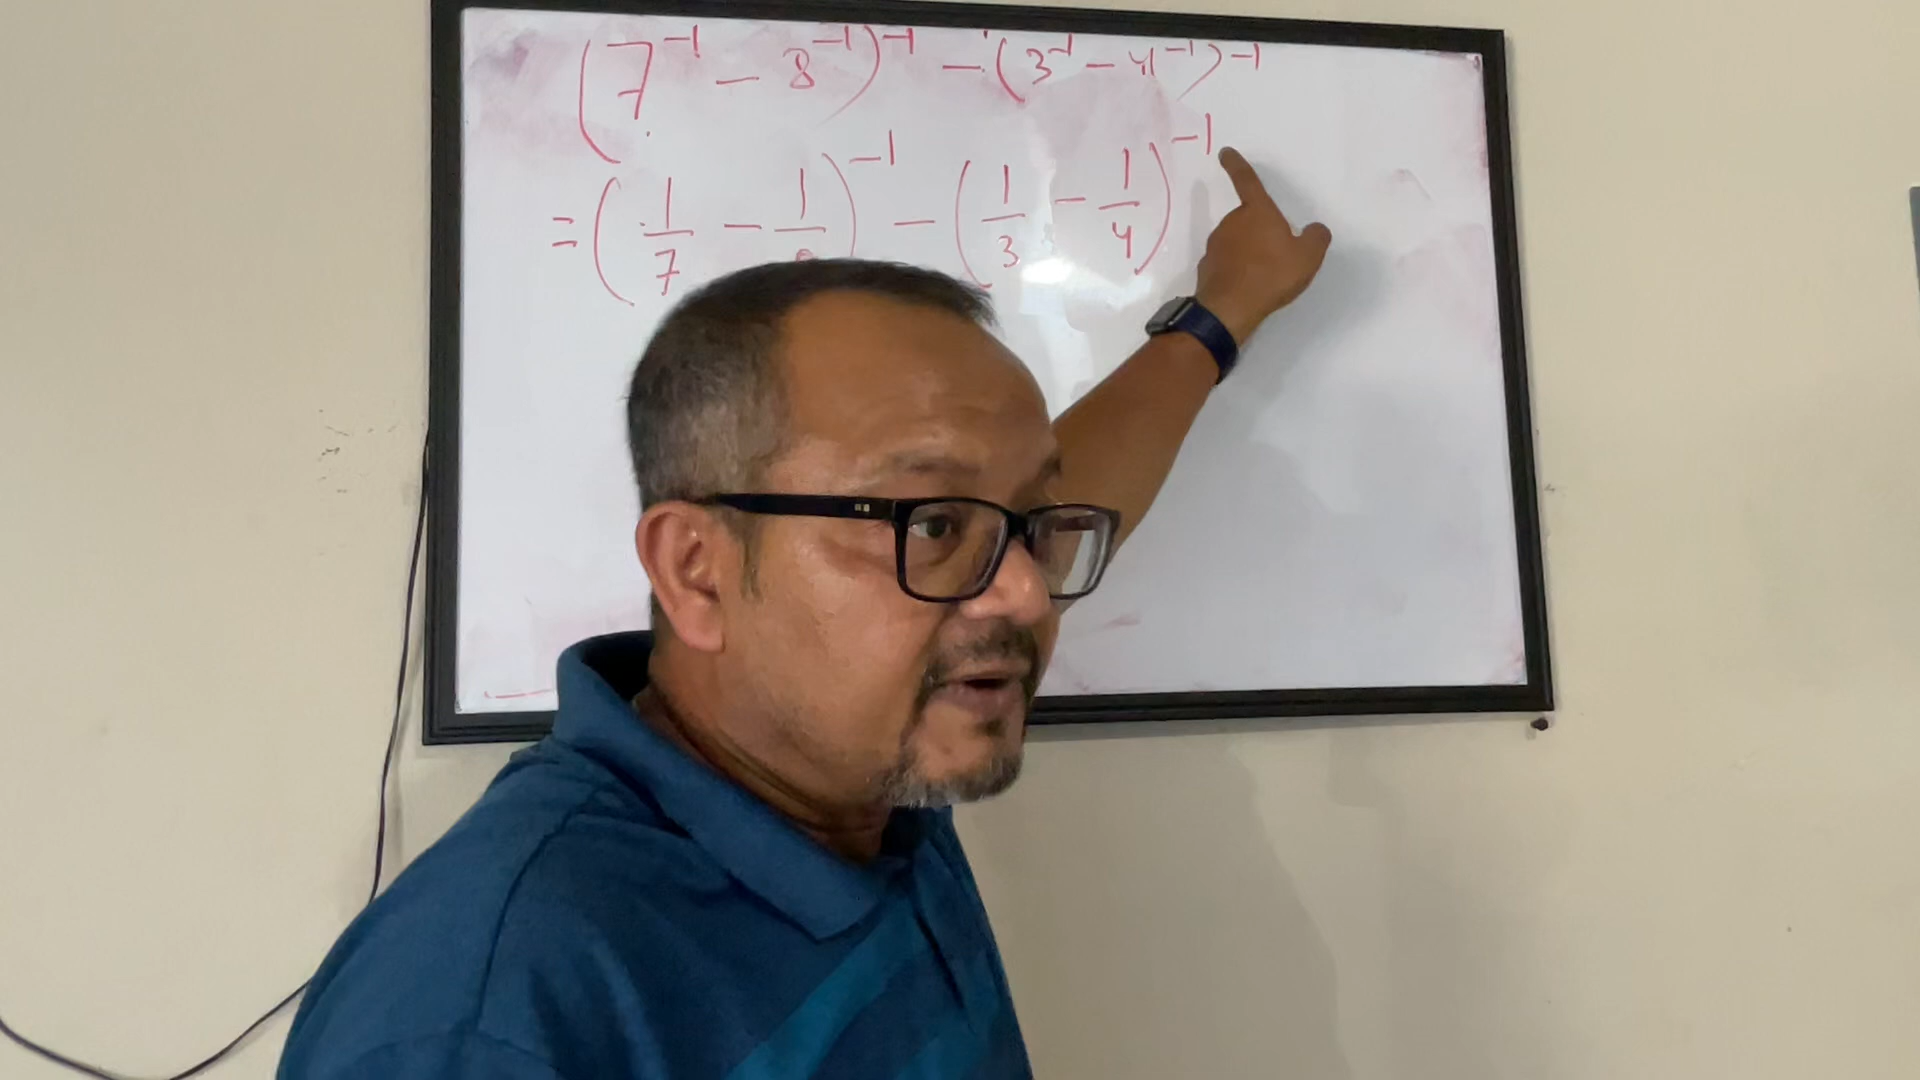 (7⁻¹ − 8⁻¹)⁻¹ − (3⁻¹ − 4⁻¹)⁻¹
= (1/7 − 1/)⁻¹ − (1/3 − 1/4)⁻¹